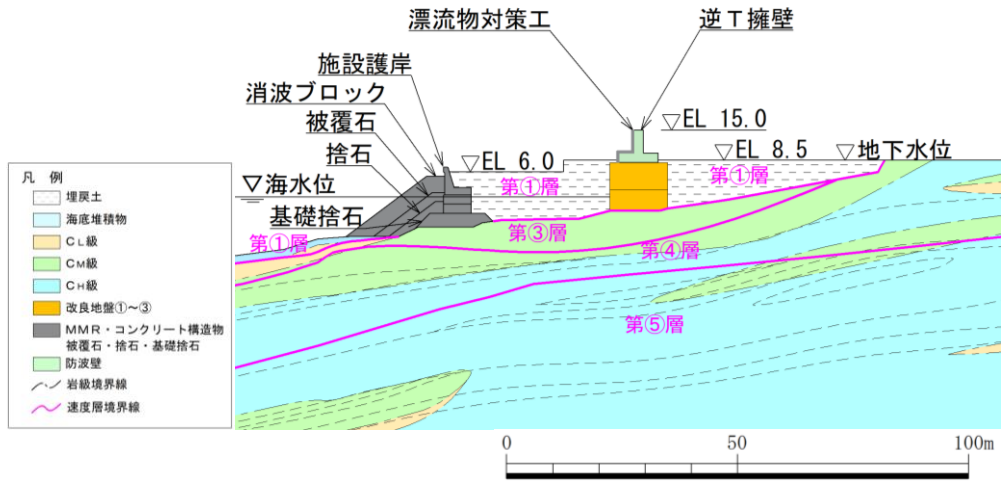 漂流物対策工
逆T擁壁
施設護岸
消波ブロック
被覆石
捨石
▽EL 15.0
▽EL 6.0
▽EL 8.5
▽地下水位
▽海水位
基礎捨石
第①層
第①層
第①層
第③層
第④層
第⑤層
凡 例
埋戻土
海底堆積物
CL級
CM級
CH級
改良地盤①～③
MMR・コンクリート構造物
被覆石・捨石・基礎捨石
防波壁
岩級境界線
速度層境界線
0 50 100m